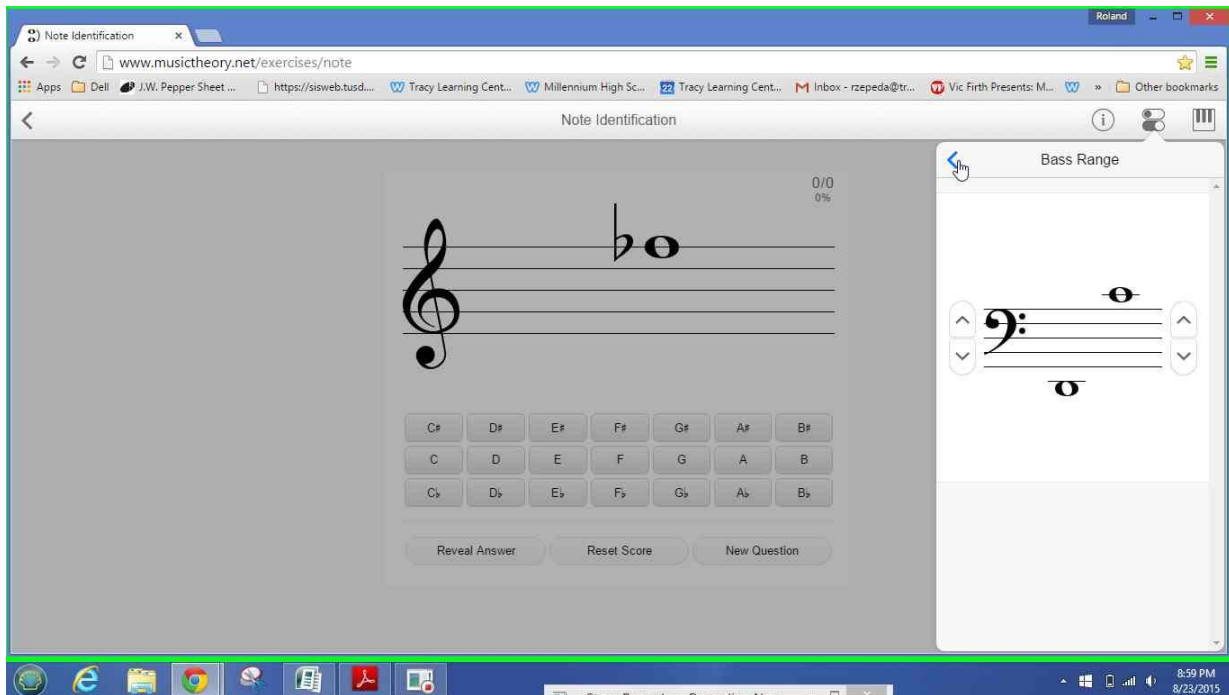 Roland
Note Identification
www.musictheory.net/exercises/note
Apps Dell J.W. Pepper Sheet ... https://sisweb.tusd.... Tracy Learning Cent... Millennium High Sc... Tracy Learning Cent... Inbox - rzepeda@tr... Vic Firth Presents: M... » Other bookmarks
Note Identification
Bass Range
0/0
0%
C♯ D♯ E♯ F♯ G♯ A♯ B♯
C D E F G A B
C♭ D♭ E♭ F♭ G♭ A♭ B♭
Reveal Answer Reset Score New Question
8:59 PM
8/23/2015